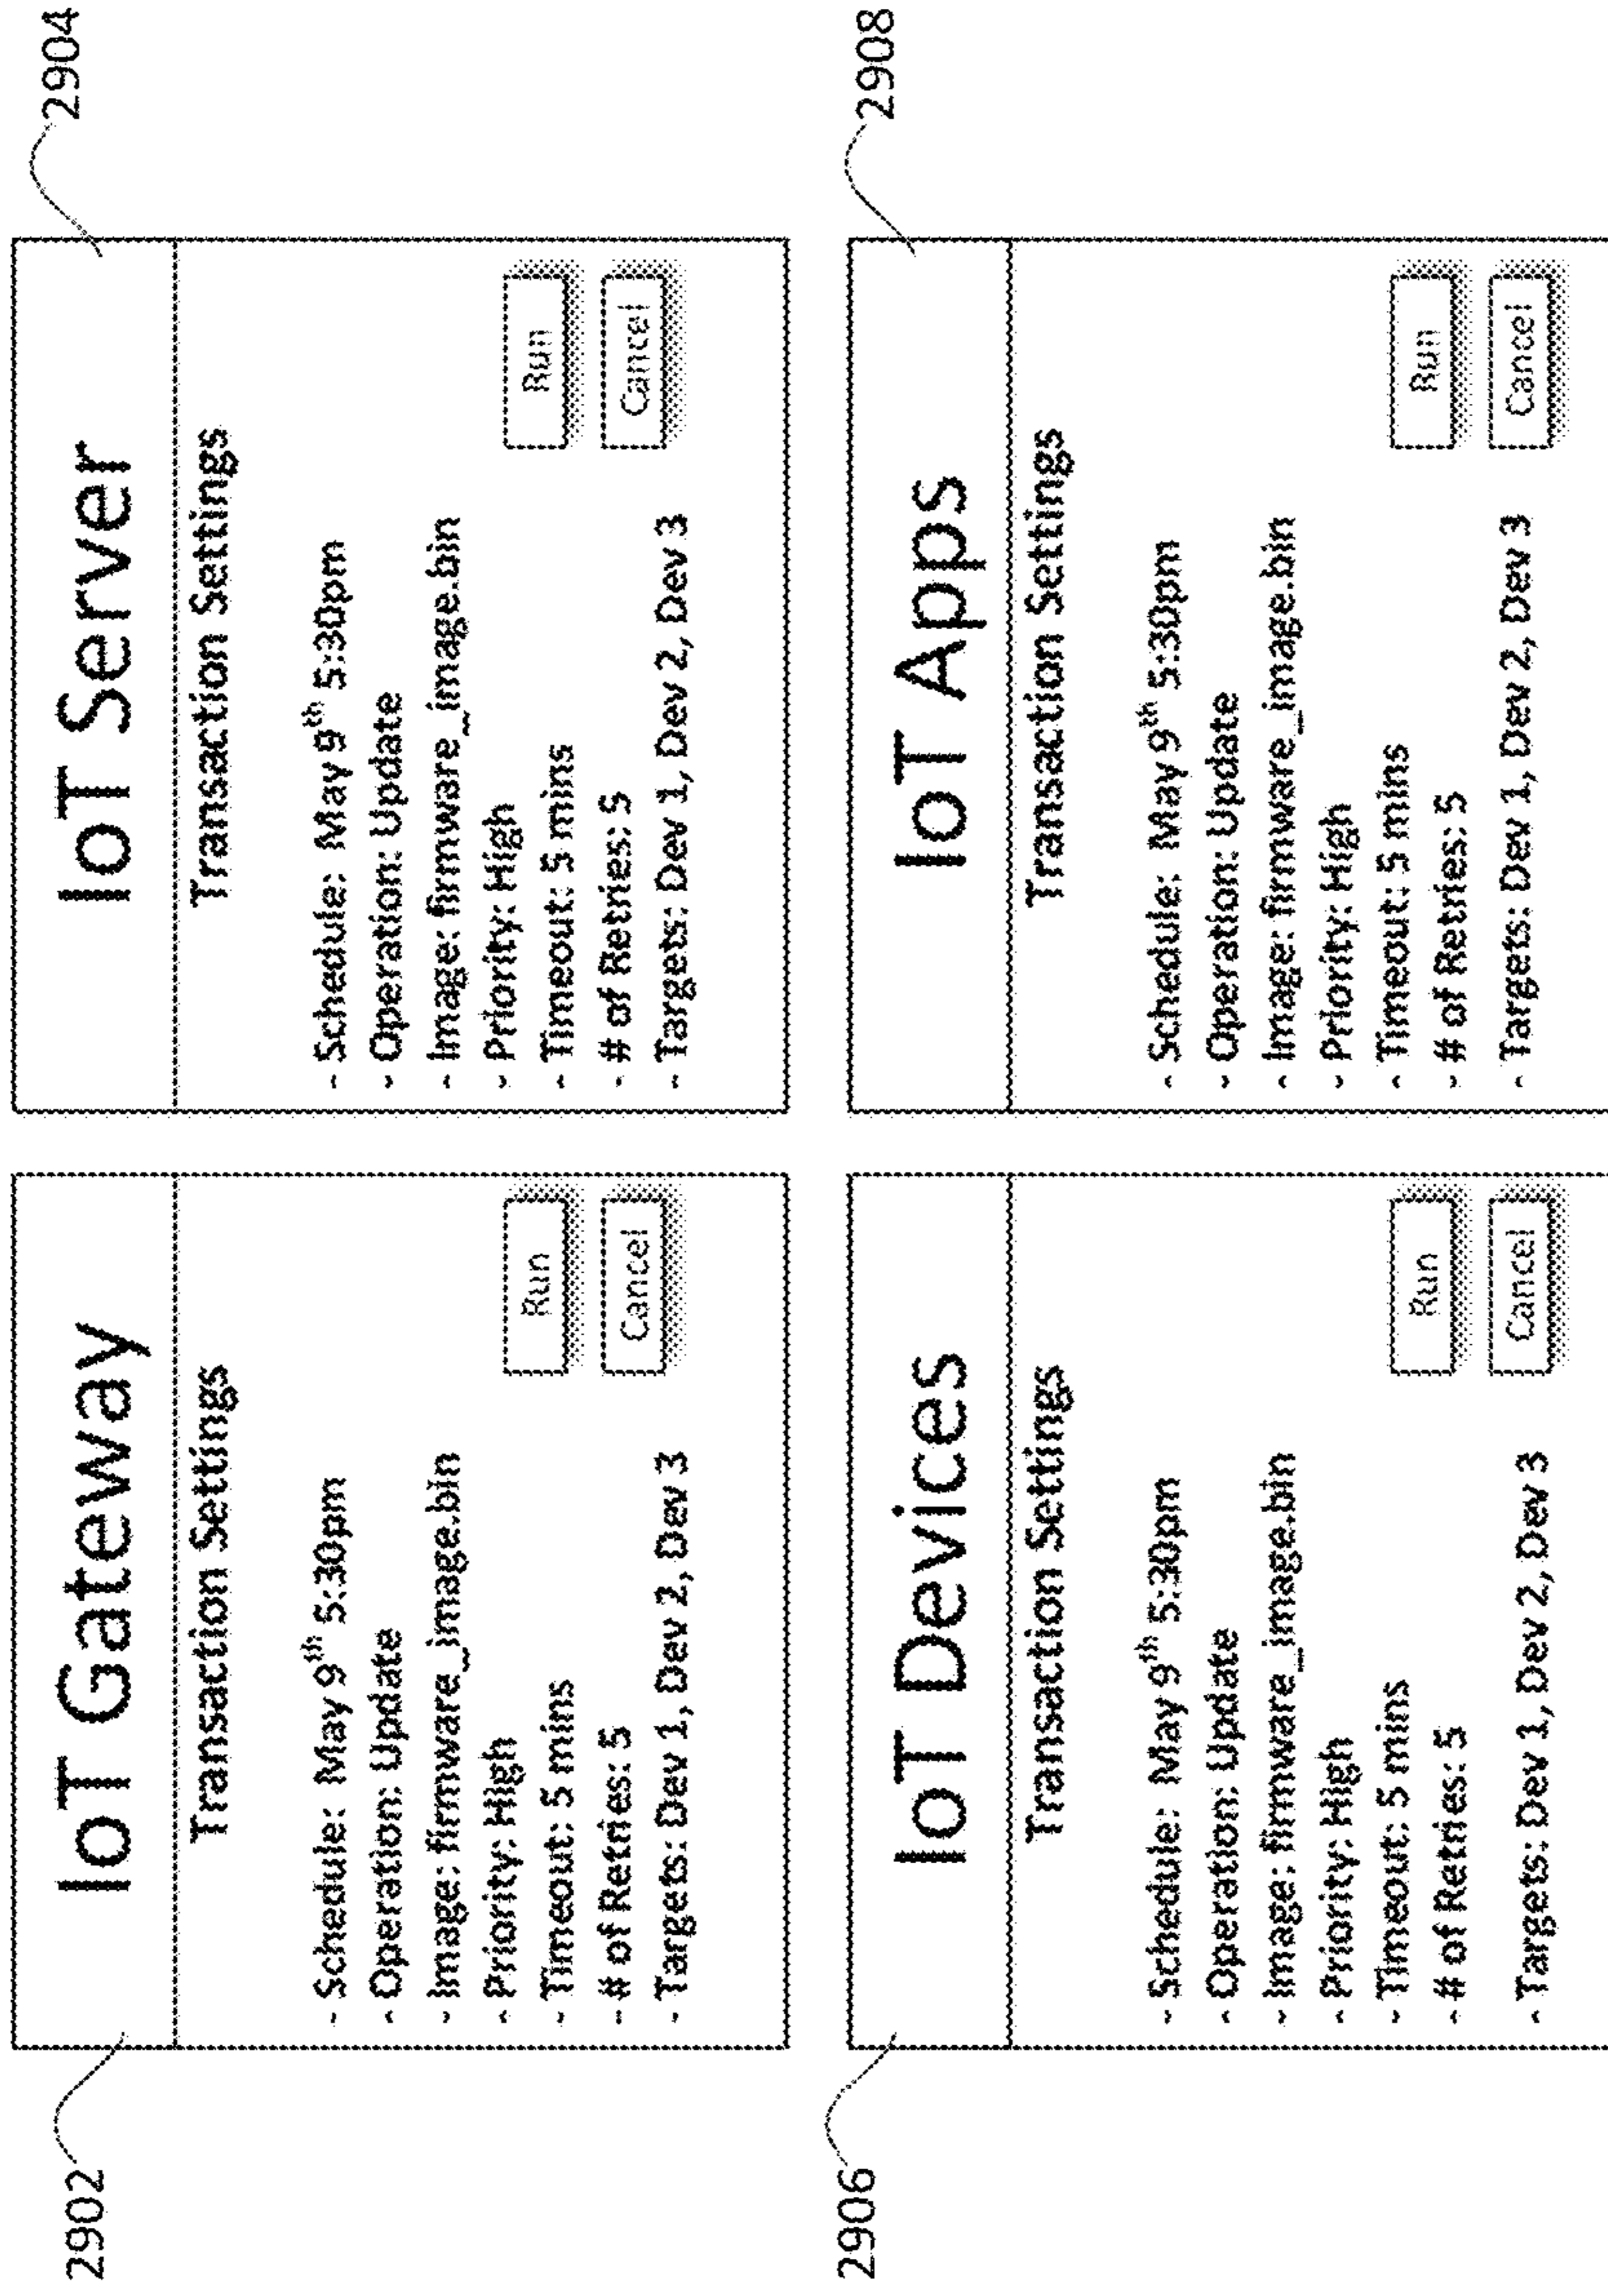 2902
IoT Gateway
Transaction Settings
- Schedule: May 9th 5:30pm
- Operation: Update
- Image: firmware_image.bin
- Priority: High
- Timeout: 5 mins
- # of Retries: 5
- Targets: Dev 1, Dev 2, Dev 3
Run
Cancel
2904
IoT Server
Transaction Settings
- Schedule: May 9th 5:30pm
- Operation: Update
- Image: firmware_image.bin
- Priority: High
- Timeout: 5 mins
- # of Retries: 5
- Targets: Dev 1, Dev 2, Dev 3
Run
Cancel
2906
IoT Devices
Transaction Settings
- Schedule: May 9th 5:30pm
- Operation: Update
- Image: firmware_image.bin
- Priority: High
- Timeout: 5 mins
- # of Retries: 5
- Targets: Dev 1, Dev 2, Dev 3
Run
Cancel
2908
IoT Apps
Transaction Settings
- Schedule: May 9th 5:30pm
- Operation: Update
- Image: firmware_image.bin
- Priority: High
- Timeout: 5 mins
- # of Retries: 5
- Targets: Dev 1, Dev 2, Dev 3
Run
Cancel